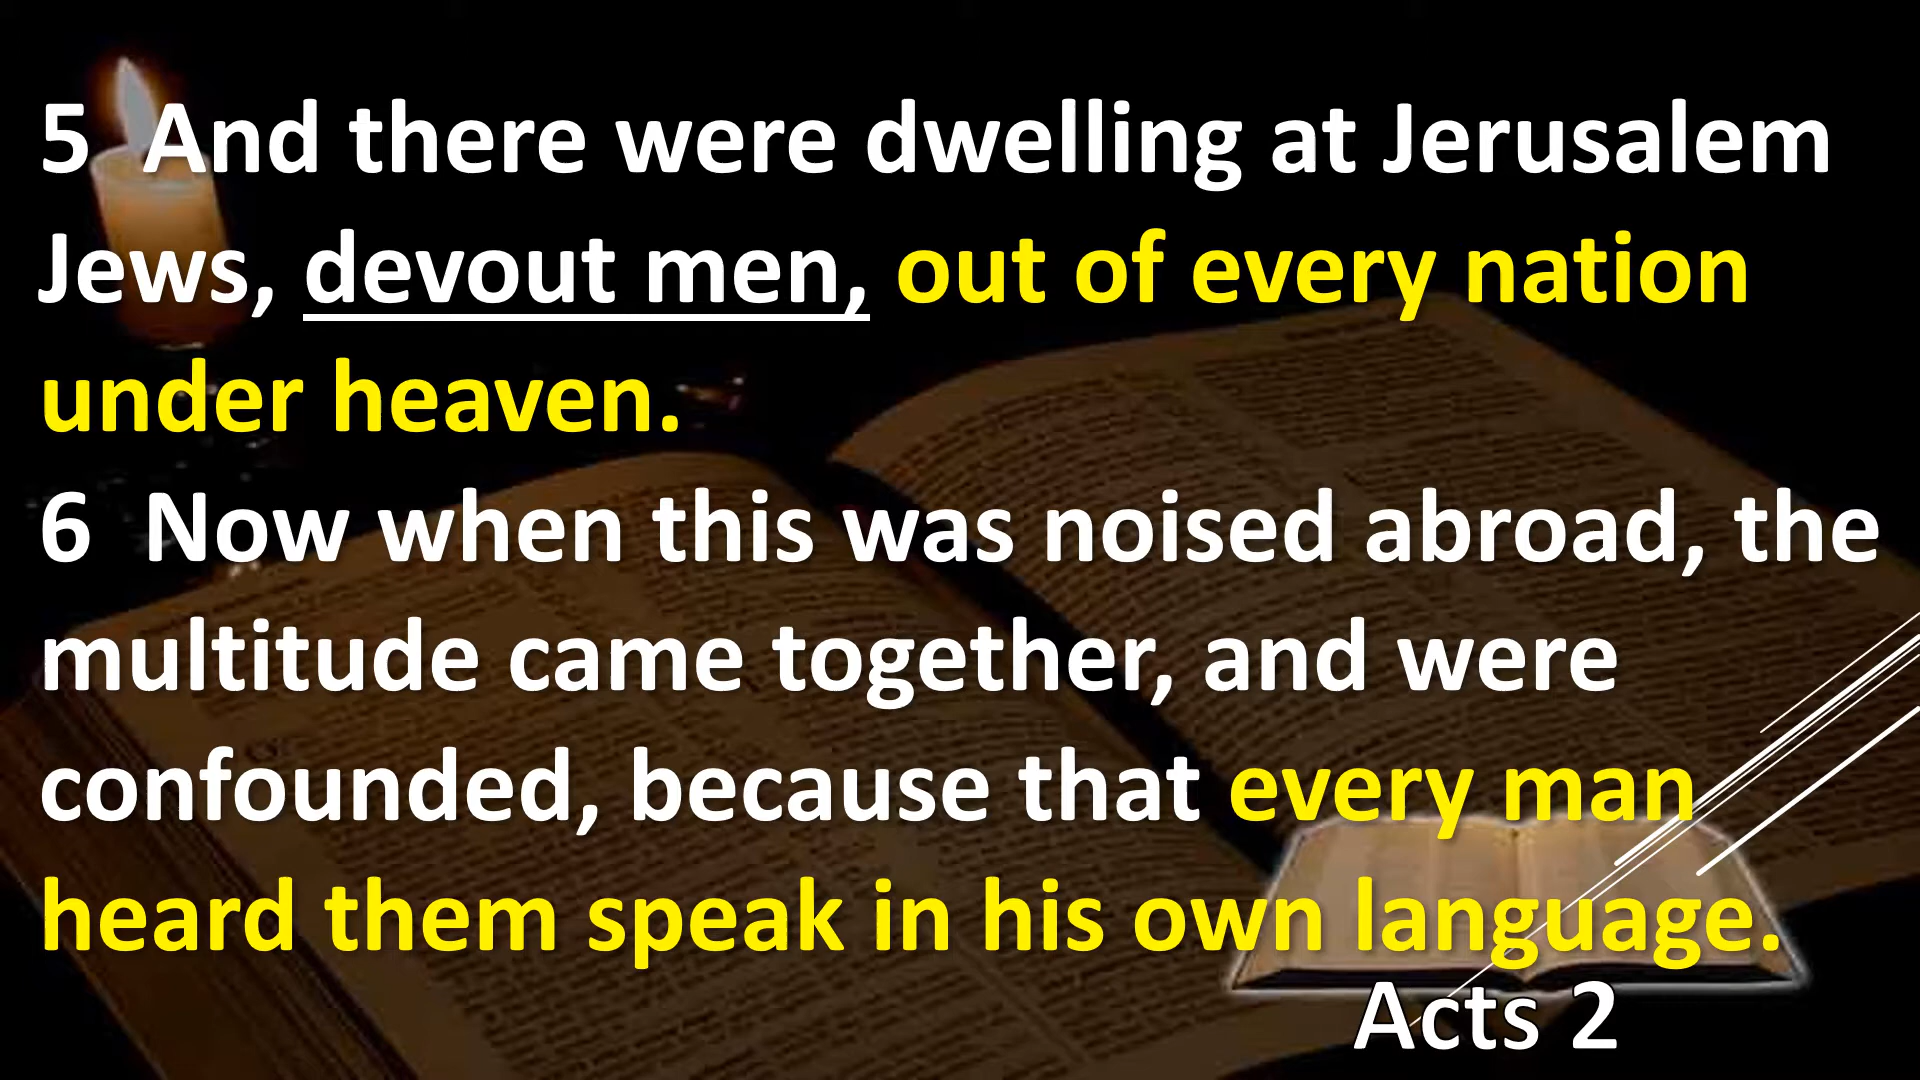 5  And there were dwelling at Jerusalem
Jews, devout men, out of every nation
under heaven.
6  Now when this was noised abroad, the
multitude came together, and were
confounded, because that every man
heard them speak in his own language.
Acts 2